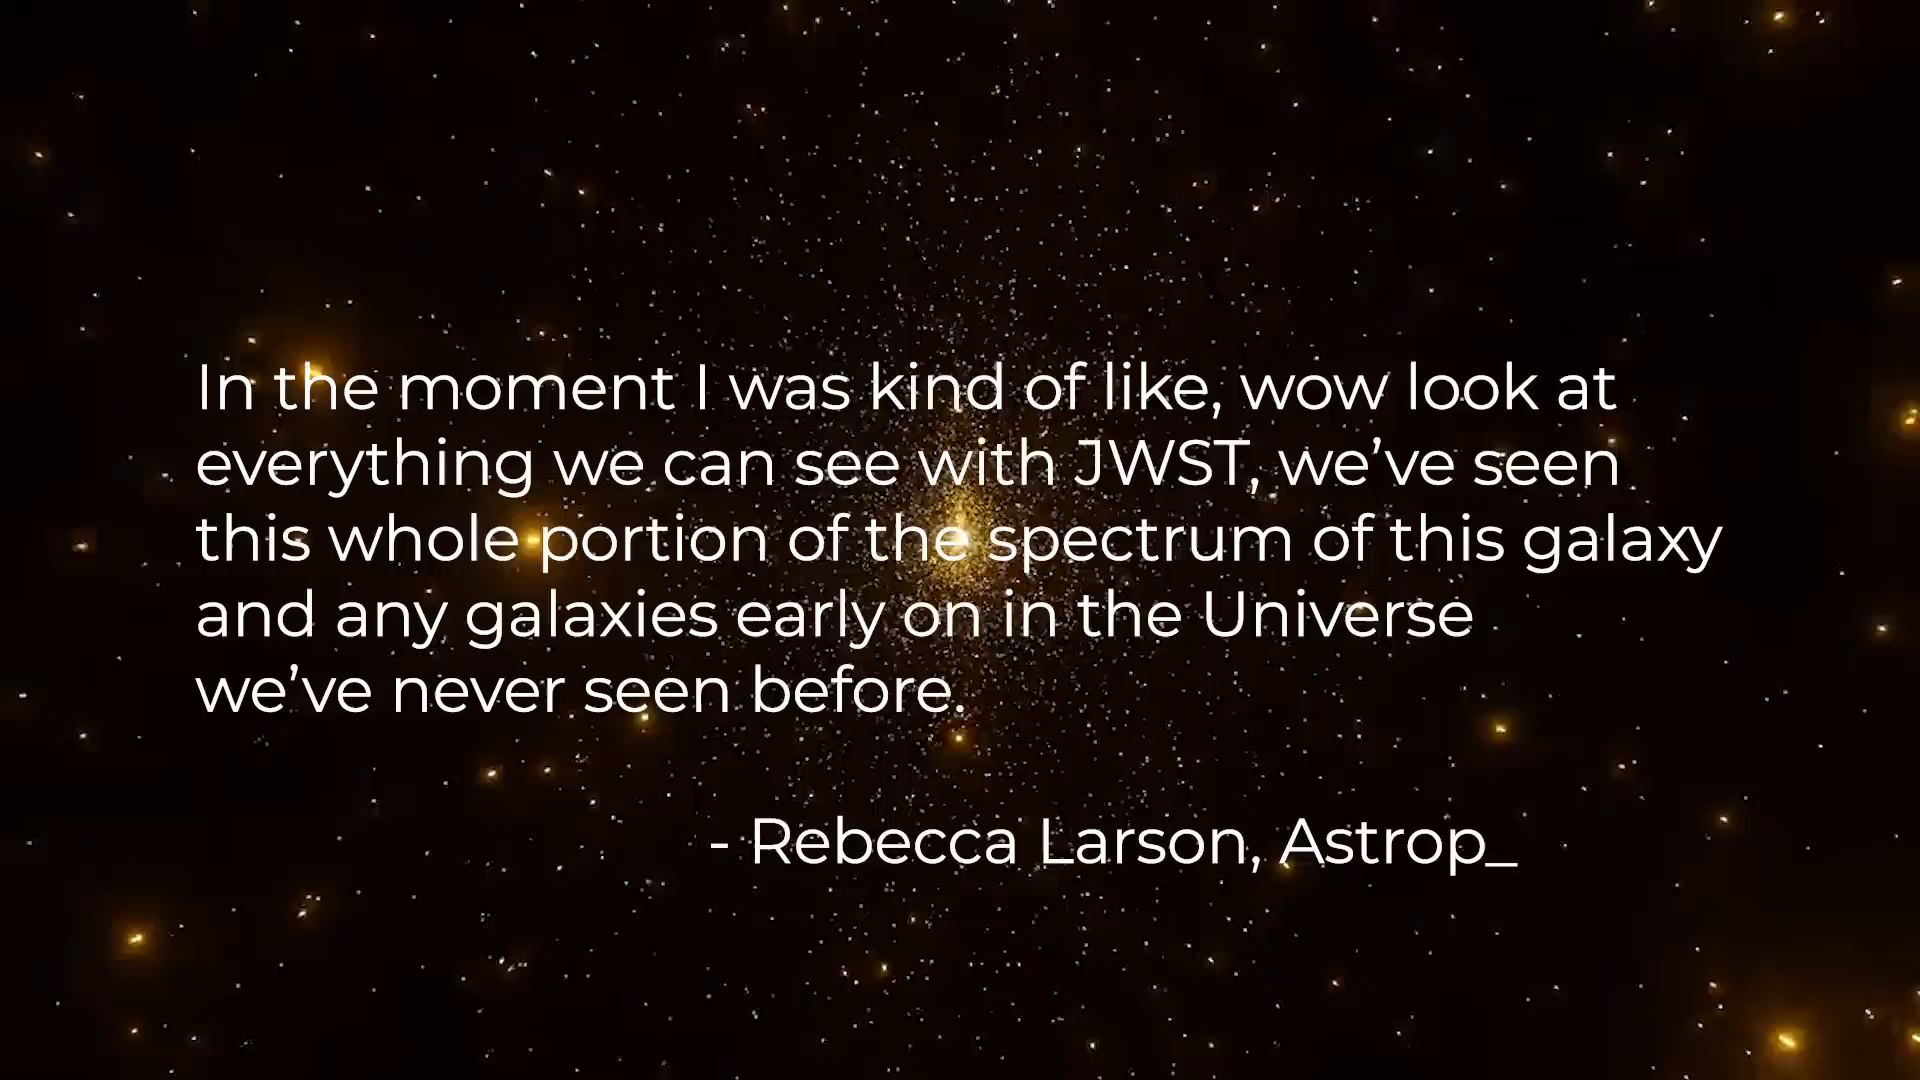 In the moment I was kind of like, wow look at
everything we can see with JWST, we’ve seen
this whole portion of the spectrum of this galaxy
and any galaxies early on in the Universe
we’ve never seen before.
- Rebecca Larson, Astrop_